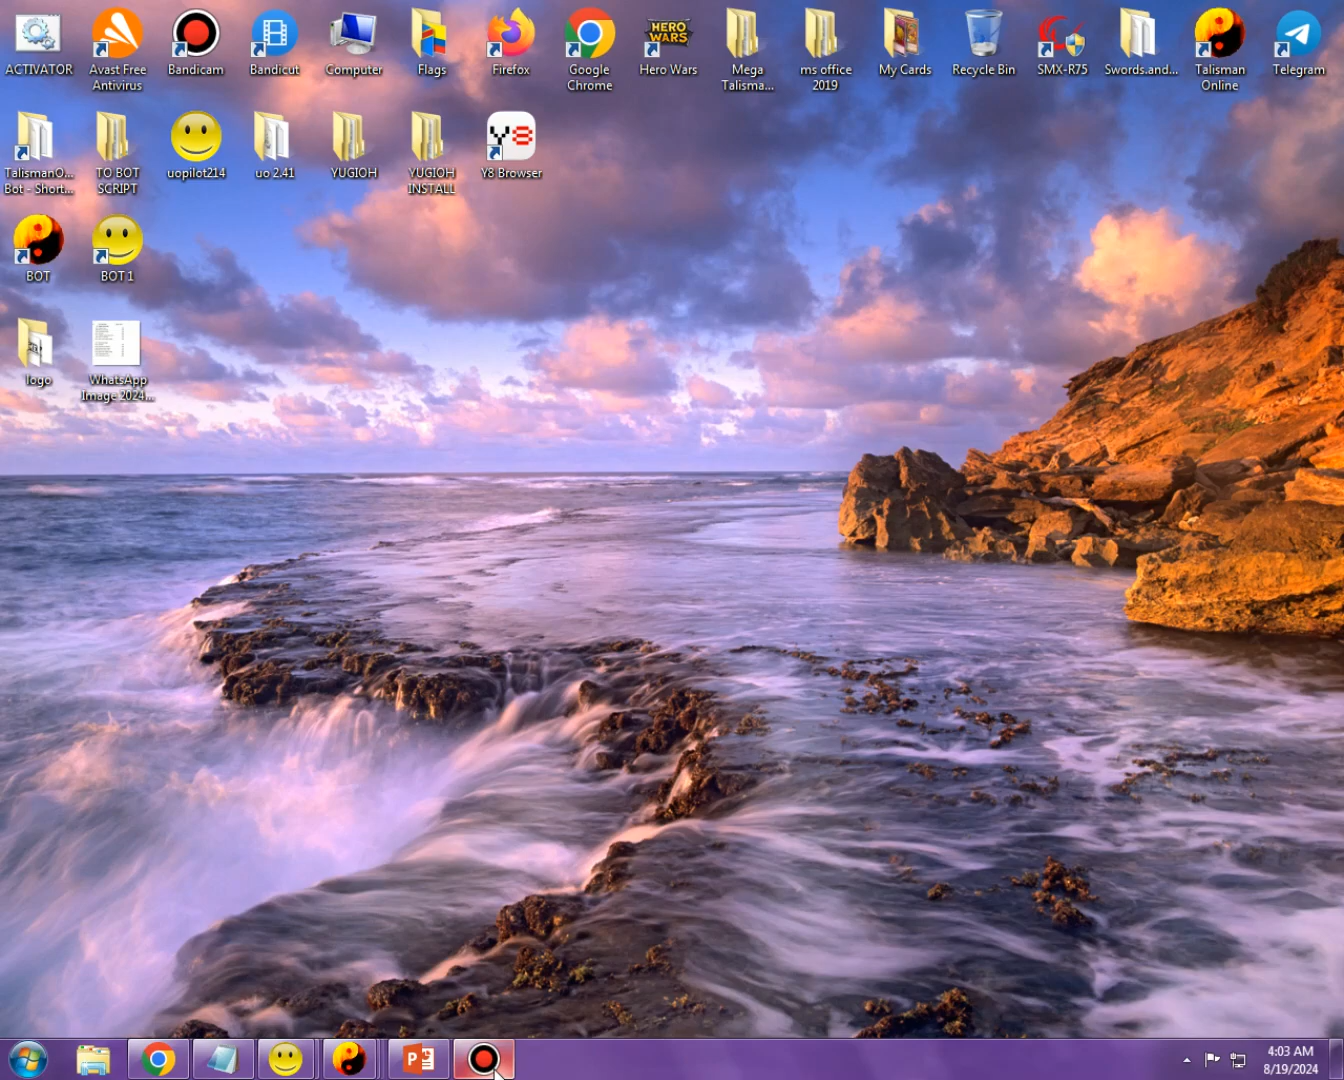 ACTIVATOR
Avast Free
Antivirus
Bandicam
Bandicut
Computer
Flags
Firefox
Google
Chrome
HERO
WARS
Hero Wars
Mega
Talisma...
ms office
2019
My Cards
Recycle Bin
SMX-R75
Swords.and...
Talisman
Online
Telegram
TalismanO...
Bot - Short...
TO BOT
SCRIPT
uopilot214
uo 2.41
YUGIOH
YUGIOH
INSTALL
Y8
Y8 Browser
BOT
BOT 1
logo
WhatsApp
Image 2024...
P
4:03 AM
8/19/2024